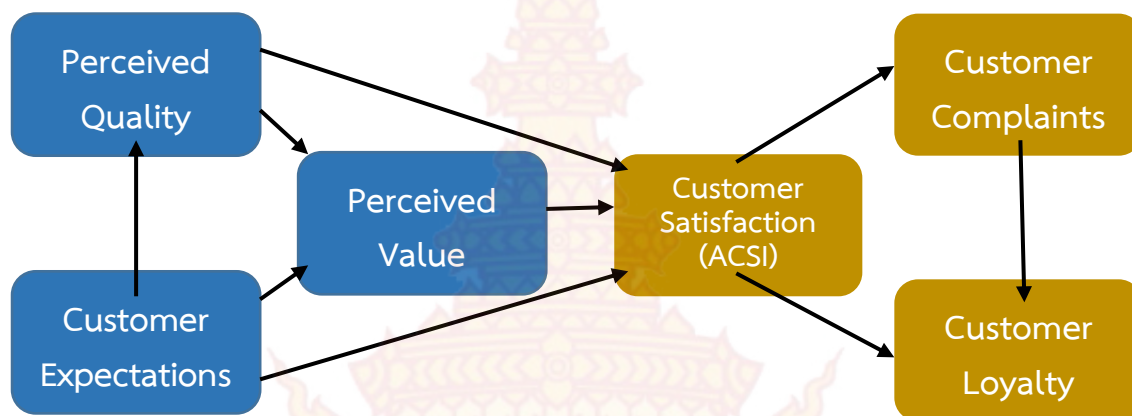 Perceived
Quality
Customer
Complaints
Perceived
Value
Customer
Satisfaction
(ACSI)
Customer
Expectations
Customer
Loyalty